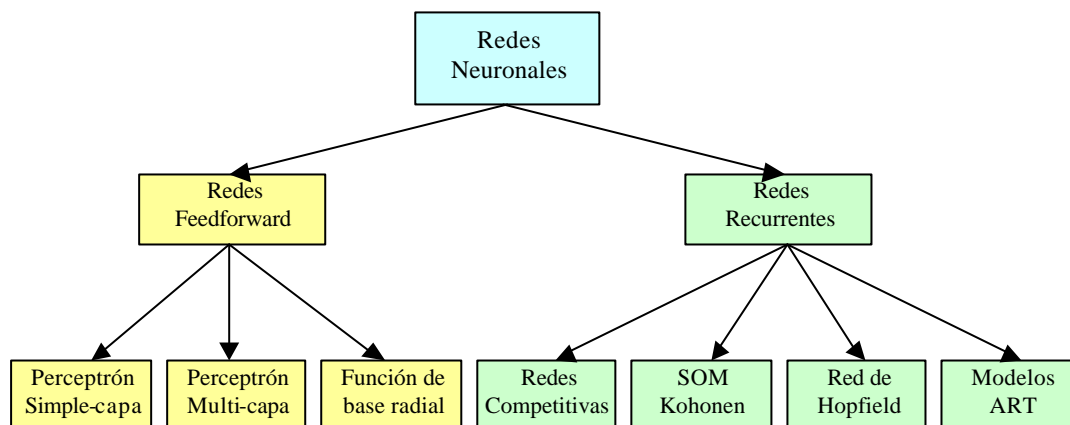 Redes
Neuronales
Redes
Feedforward
Redes
Recurrentes
Perceptrón
Simple-capa
Perceptrón
Multi-capa
Función de
base radial
Redes
Competitivas
SOM
Kohonen
Red de
Hopfield
Modelos
ART